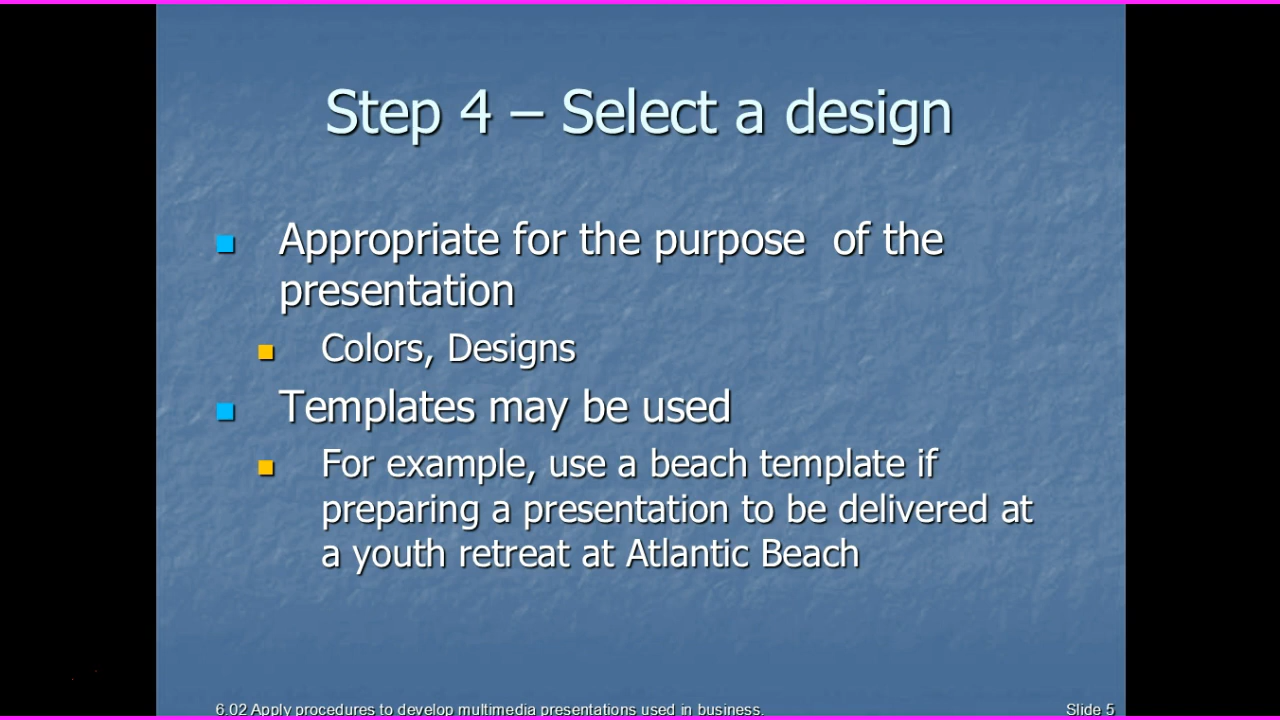 Step 4 – Select a design
Appropriate for the purpose  of the
presentation
Colors, Designs
Templates may be used
For example, use a beach template if
preparing a presentation to be delivered at
a youth retreat at Atlantic Beach
6.02 Apply procedures to develop multimedia presentations used in business.
Slide 5